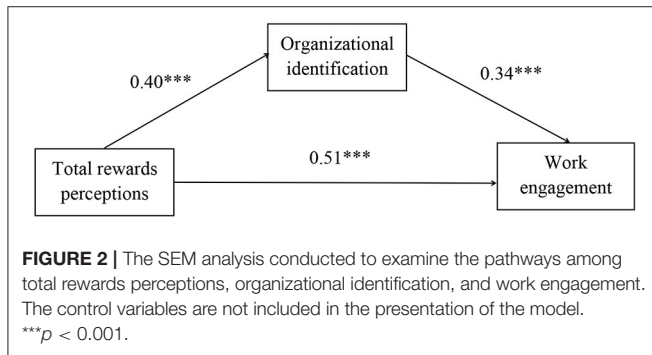 Organizational
identification
0.40***
0.34***
0.51***
Total rewards
perceptions
Work
engagement
FIGURE 2 | The SEM analysis conducted to examine the pathways among
total rewards perceptions, organizational identification, and work engagement.
The control variables are not included in the presentation of the model.
***p < 0.001.